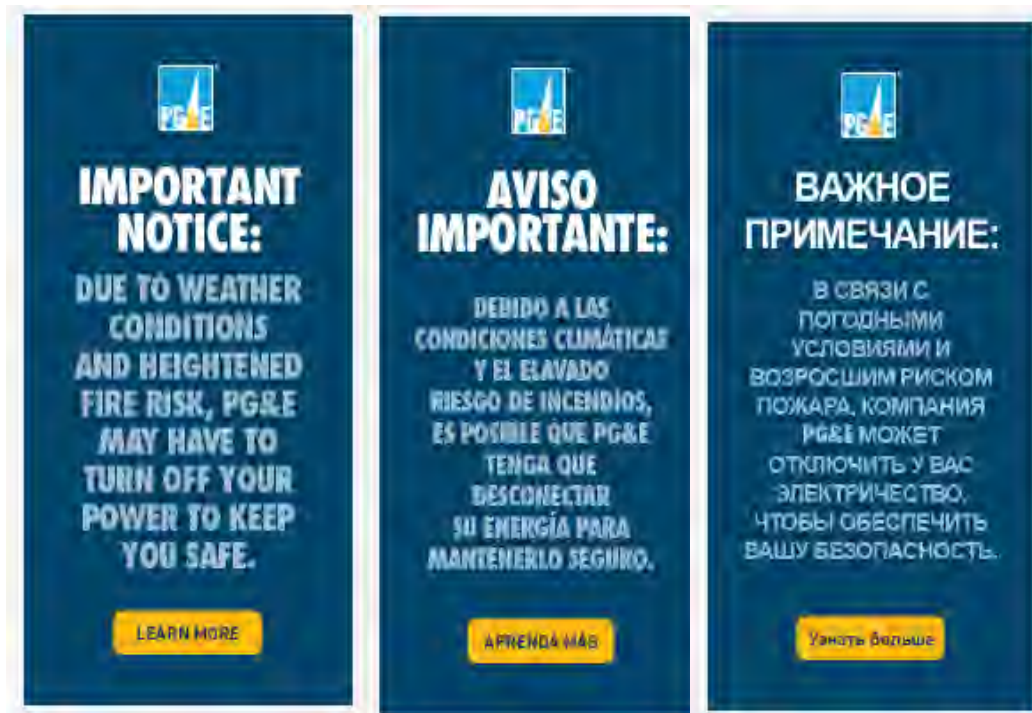 PG&E
IMPORTANT
NOTICE:
DUE TO WEATHER
CONDITIONS
AND HEIGHTENED
FIRE RISK, PG&E
MAY HAVE TO
TURN OFF YOUR
POWER TO KEEP
YOU SAFE.
LEARN MORE
PG&E
AVISO
IMPORTANTE:
DEBIDO A LAS
CONDICIONES CLIMÁTICAS
Y EL ELAVADO
RIESGO DE INCENDÍOS,
ES POSIBLE QUE PG&E
TENGA QUE
DESCONECTAR
SU ENERGÍA PARA
MANTENERLO SEGURO.
APRENDA MÁS
PG&E
ВАЖНОЕ
ПРИМЕЧАНИЕ:
В СВЯЗИ С
ПОГОДНЫМИ
УСЛОВИЯМИ И
ВОЗРОСШИМ РИСКОМ
ПОЖАРА, КОМПАНИЯ
PG&E МОЖЕТ
ОТКЛЮЧИТЬ У ВАС
ЭЛЕКТРИЧЕСТВО,
ЧТОБЫ ОБЕСПЕЧИТЬ
ВАШУ БЕЗОПАСНОСТЬ.
Узнать больше